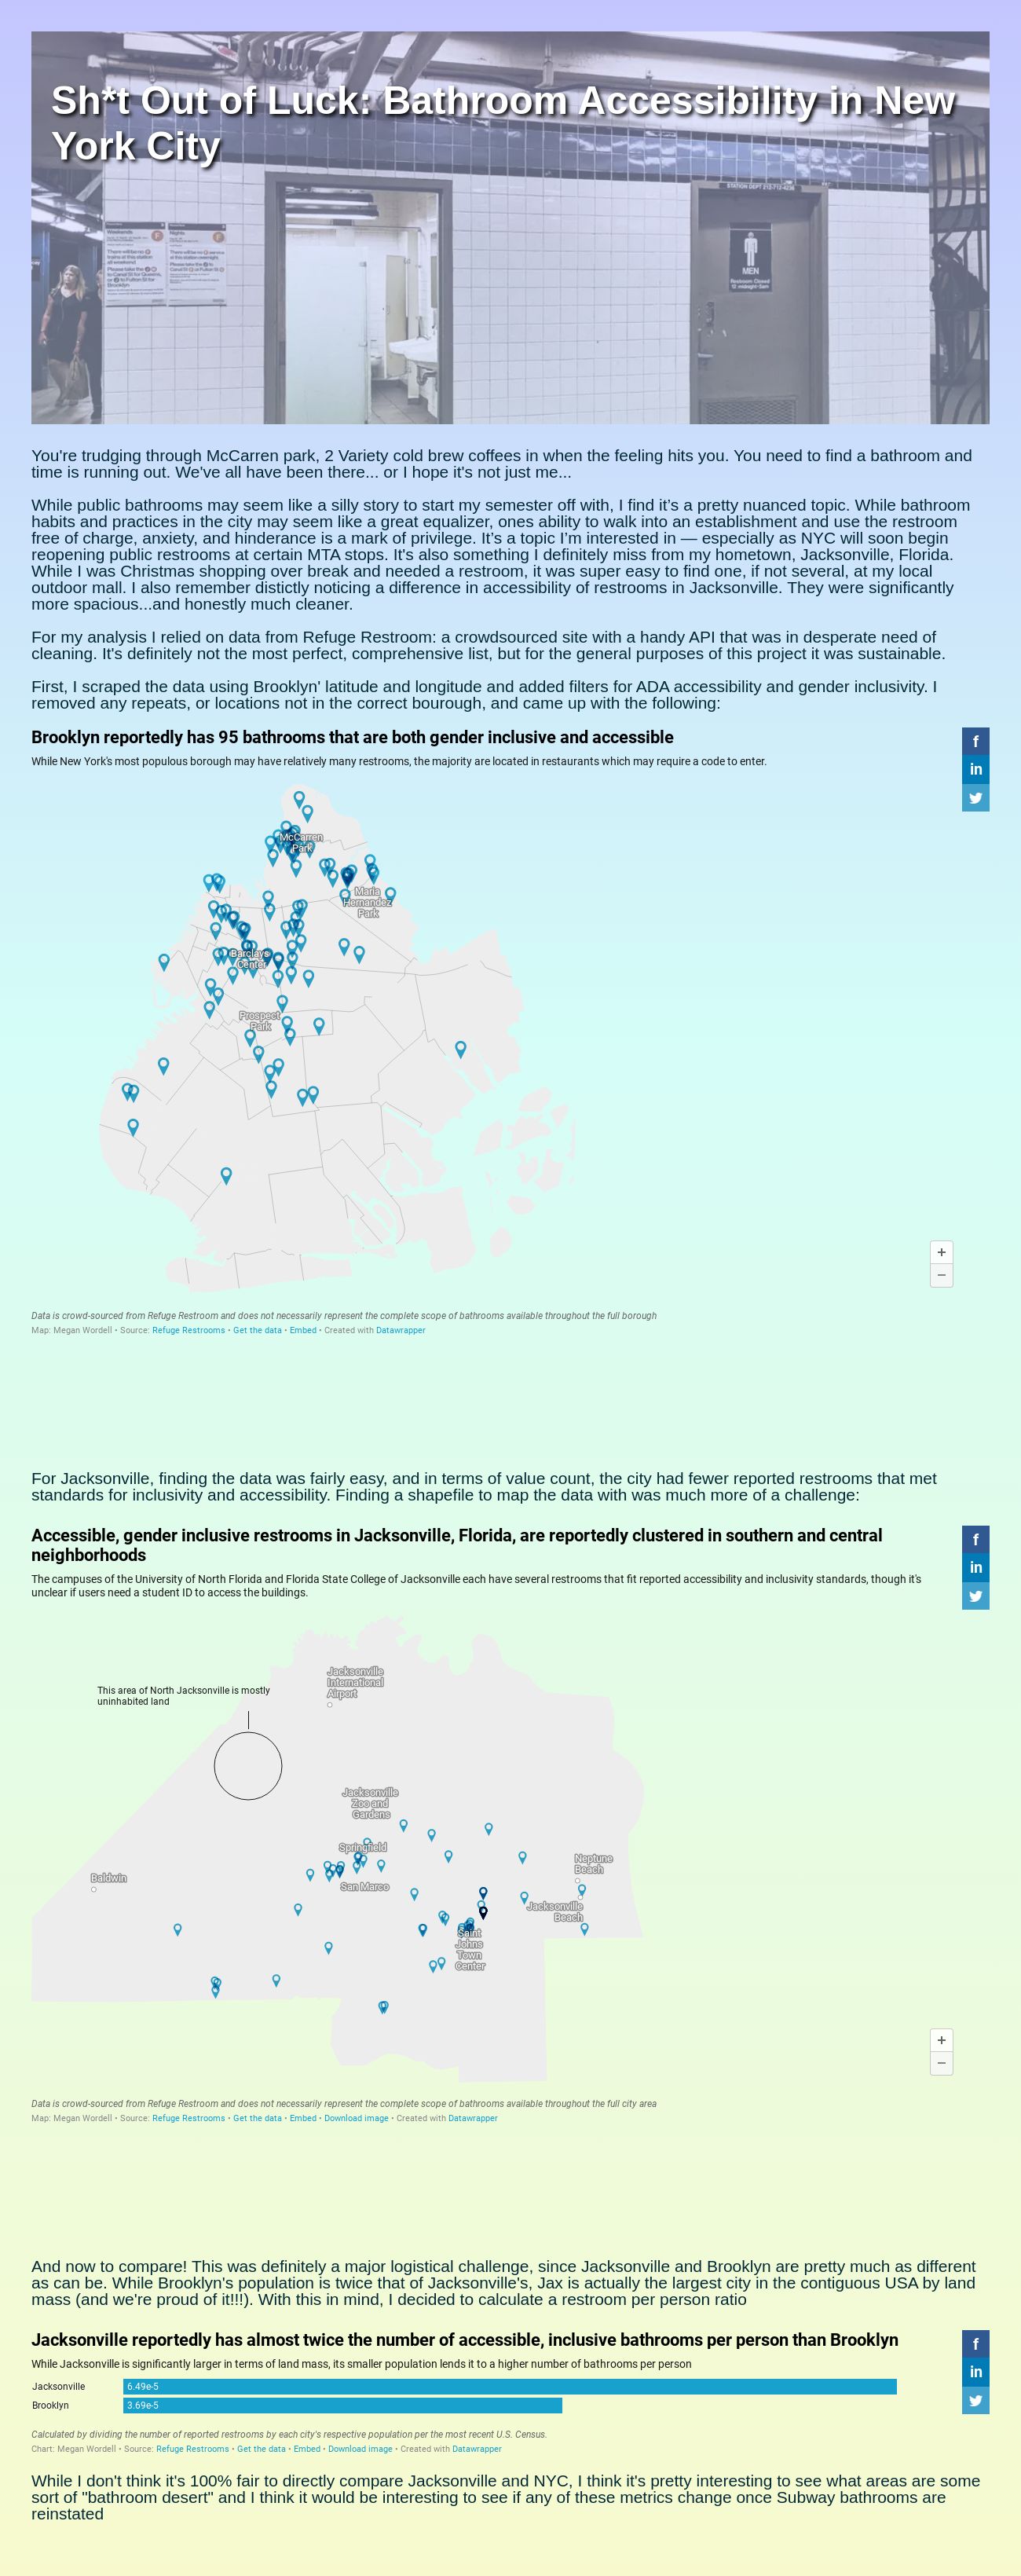 Sh*t Out of Luck: Bathroom Accessibility in New
York City
Weekends
F
Nights
F
STATION DEPT 212-712-4236
MEN
Restroom Closed
12 midnight-5am
You're trudging through McCarren park, 2 Variety cold brew coffees in when the feeling hits you. You need to find a bathroom and
time is running out. We've all have been there... or I hope it's not just me...
While public bathrooms may seem like a silly story to start my semester off with, I find it’s a pretty nuanced topic. While bathroom
habits and practices in the city may seem like a great equalizer, ones ability to walk into an establishment and use the restroom
free of charge, anxiety, and hinderance is a mark of privilege. It’s a topic I’m interested in — especially as NYC will soon begin
reopening public restrooms at certain MTA stops. It's also something I definitely miss from my hometown, Jacksonville, Florida.
While I was Christmas shopping over break and needed a restroom, it was super easy to find one, if not several, at my local
outdoor mall. I also remember distictly noticing a difference in accessibility of restrooms in Jacksonville. They were significantly
more spacious...and honestly much cleaner.
For my analysis I relied on data from Refuge Restroom: a crowdsourced site with a handy API that was in desperate need of
cleaning. It's definitely not the most perfect, comprehensive list, but for the general purposes of this project it was sustainable.
First, I scraped the data using Brooklyn' latitude and longitude and added filters for ADA accessibility and gender inclusivity. I
removed any repeats, or locations not in the correct bourough, and came up with the following:
Brooklyn reportedly has 95 bathrooms that are both gender inclusive and accessible
f
in
While New York's most populous borough may have relatively many restrooms, the majority are located in restaurants which may require a code to enter.
McCarren
Park
Maria
Hernandez
Park
Barclays
Center
Prospect
Park
+
−
Data is crowd-sourced from Refuge Restroom and does not necessarily represent the complete scope of bathrooms available throughout the full borough
Map: Megan Wordell • Source: Refuge Restrooms • Get the data • Embed • Created with Datawrapper
For Jacksonville, finding the data was fairly easy, and in terms of value count, the city had fewer reported restrooms that met
standards for inclusivity and accessibility. Finding a shapefile to map the data with was much more of a challenge:
Accessible, gender inclusive restrooms in Jacksonville, Florida, are reportedly clustered in southern and central
neighborhoods
f
in
The campuses of the University of North Florida and Florida State College of Jacksonville each have several restrooms that fit reported accessibility and inclusivity standards, though it's
unclear if users need a student ID to access the buildings.
Jacksonville
International
Airport
This area of North Jacksonville is mostly
uninhabited land
Jacksonville
Zoo and
Gardens
Springfield
Neptune
Beach
Baldwin
San Marco
Jacksonville
Beach
Saint
Johns
Town
Center
+
−
Data is crowd-sourced from Refuge Restroom and does not necessarily represent the complete scope of bathrooms available throughout the full city area
Map: Megan Wordell • Source: Refuge Restrooms • Get the data • Embed • Download image • Created with Datawrapper
And now to compare! This was definitely a major logistical challenge, since Jacksonville and Brooklyn are pretty much as different
as can be. While Brooklyn's population is twice that of Jacksonville's, Jax is actually the largest city in the contiguous USA by land
mass (and we're proud of it!!!). With this in mind, I decided to calculate a restroom per person ratio
Jacksonville reportedly has almost twice the number of accessible, inclusive bathrooms per person than Brooklyn
f
in
While Jacksonville is significantly larger in terms of land mass, its smaller population lends it to a higher number of bathrooms per person
Jacksonville 6.49e-5
Brooklyn 3.69e-5
Calculated by dividing the number of reported restrooms by each city's respective population per the most recent U.S. Census.
Chart: Megan Wordell • Source: Refuge Restrooms • Get the data • Embed • Download image • Created with Datawrapper
While I don't think it's 100% fair to directly compare Jacksonville and NYC, I think it's pretty interesting to see what areas are some
sort of "bathroom desert" and I think it would be interesting to see if any of these metrics change once Subway bathrooms are
reinstated